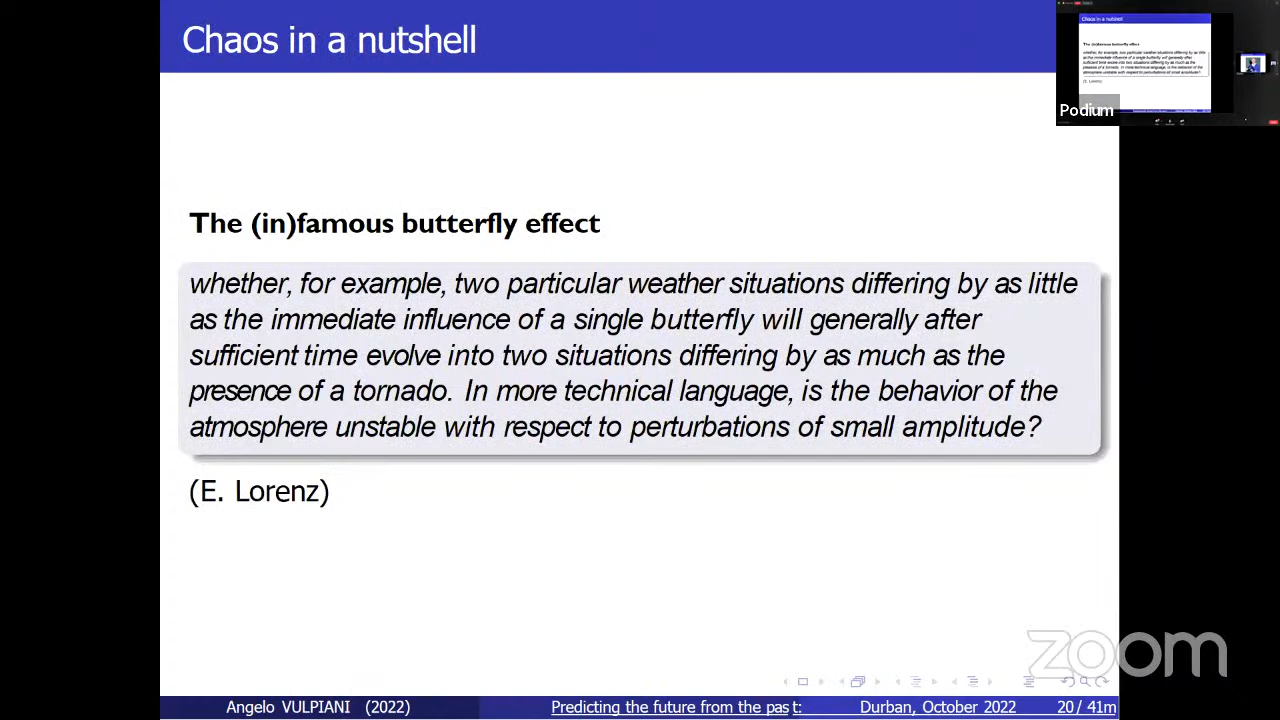 Chaos in a nutshell
Podium
The (in)famous butterfly effect
whether, for example, two particular weather situations differing by as little
as the immediate influence of a single butterfly will generally after
sufficient time evolve into two situations differing by as much as the
presence of a tornado. In more technical language, is the behavior of the
atmosphere unstable with respect to perturbations of small amplitude?
(E. Lorenz)
zoom
Angelo VULPIANI (2022) Predicting the future from the past: Durban, October 2022 20 / 41m